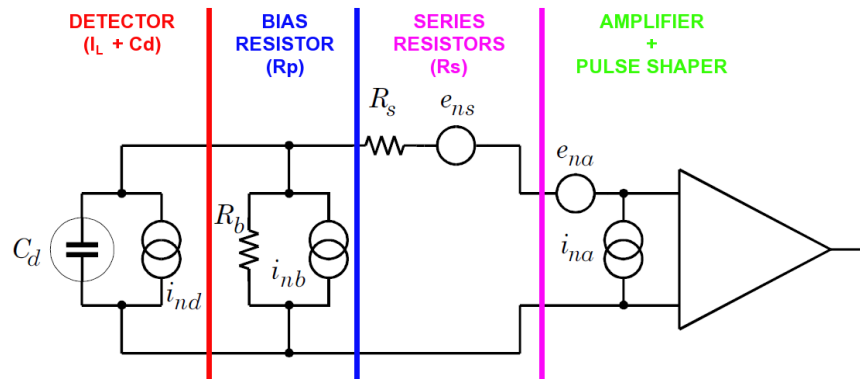 DETECTOR
(IL + Cd)
BIAS
RESISTOR
(Rp)
SERIES
RESISTORS
(Rs)
AMPLIFIER
+
PULSE SHAPER
Rs
ens
ena
Cd
ind
Rb
inb
ina